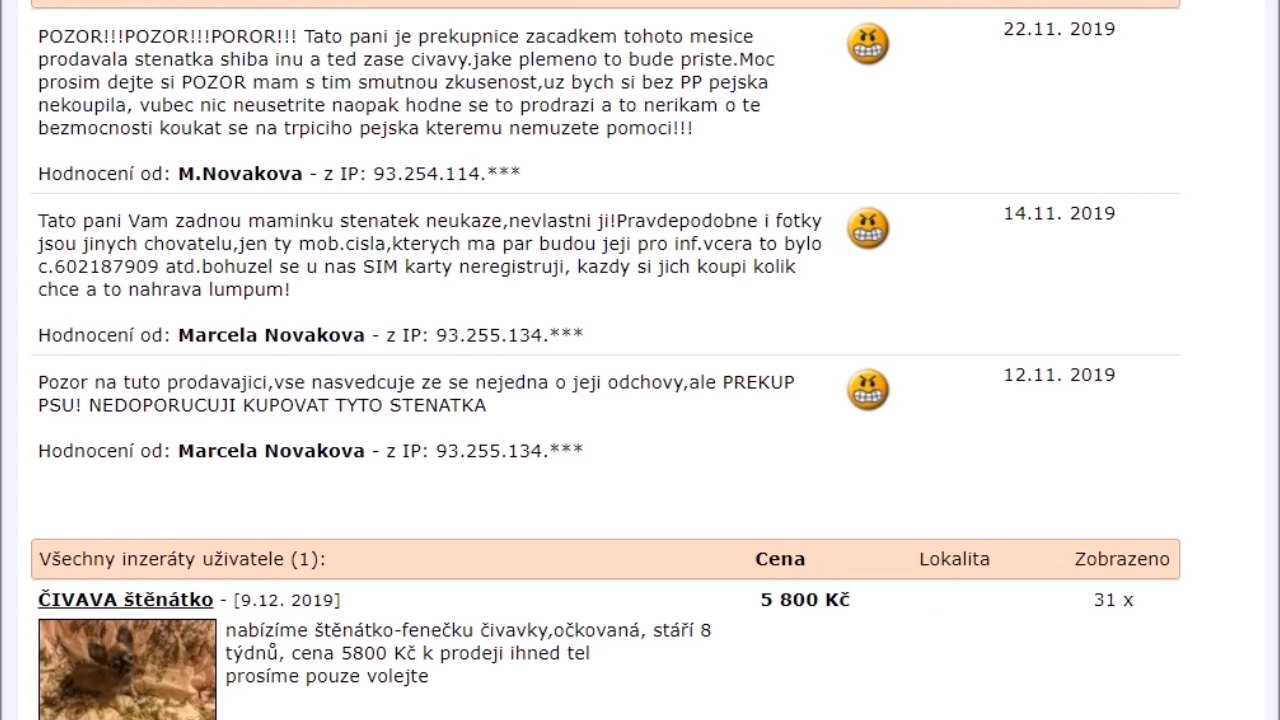 POZOR!!!POZOR!!!POROR!!! Tato pani je prekupnice zacadkem tohoto mesice
22.11. 2019
prodavala stenatka shiba inu a ted zase civavy.jake plemeno to bude priste.Moc
prosim dejte si POZOR mam s tim smutnou zkusenost,uz bych si bez PP pejska
nekoupila, vubec nic neusetrite naopak hodne se to prodrazi a to nerikam o te
bezmocnosti koukat se na trpiciho pejska kteremu nemuzete pomoci!!!
Hodnocení od: M.Novakova - z IP: 93.254.114.***
Tato pani Vam zadnou maminku stenatek neukaze,nevlastni ji!Pravdepodobne i fotky
14.11. 2019
jsou jinych chovatelu,jen ty mob.cisla,kterych ma par budou jeji pro inf.vcera to bylo
c.602187909 atd.bohuzel se u nas SIM karty neregistruji, kazdy si jich koupi kolik
chce a to nahrava lumpum!
Hodnocení od: Marcela Novakova - z IP: 93.255.134.***
Pozor na tuto prodavajici,vse nasvedcuje ze se nejedna o jeji odchovy,ale PREKUP
12.11. 2019
PSU! NEDOPORUCUJI KUPOVAT TYTO STENATKA
Hodnocení od: Marcela Novakova - z IP: 93.255.134.***
Všechny inzeráty uživatele (1): Cena Lokalita Zobrazeno
ČIVAVA štěnátko - [9.12. 2019] 5 800 Kč 31 x
nabízíme štěnátko-fenečku čivavky,očkovaná, stáří 8
týdnů, cena 5800 Kč k prodeji ihned tel
prosíme pouze volejte